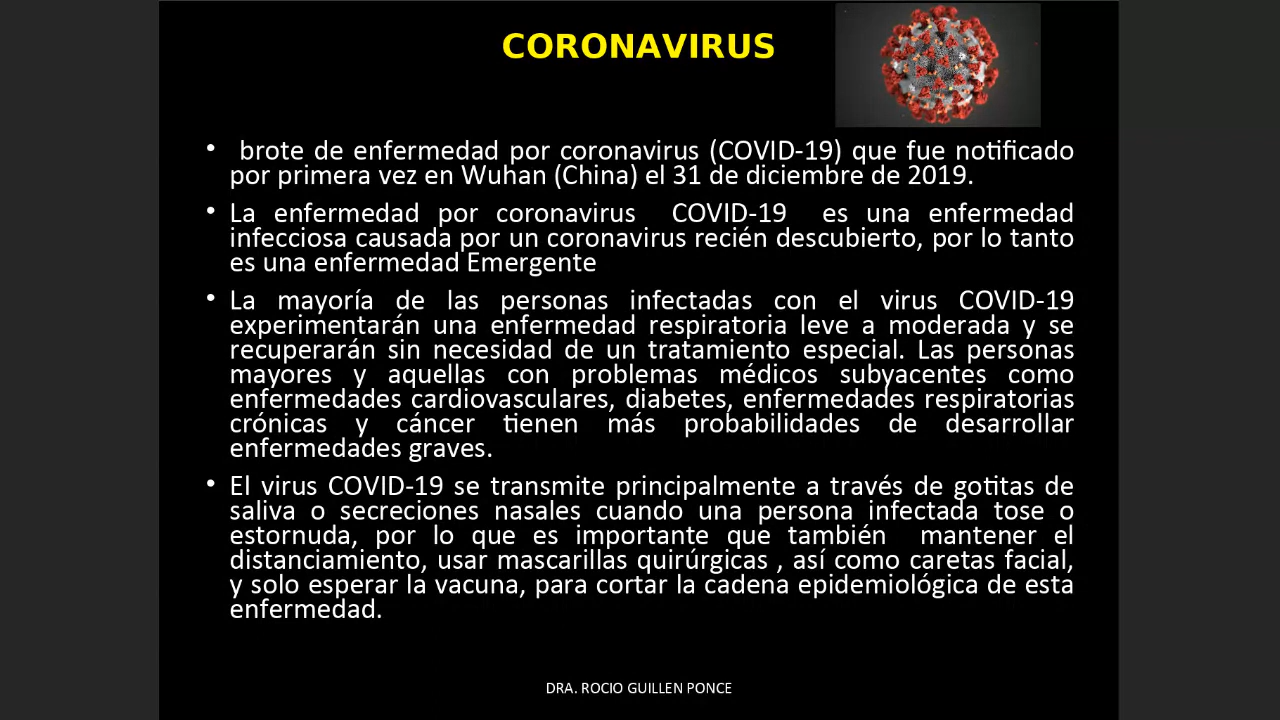 CORONAVIRUS
• brote de enfermedad por coronavirus (COVID-19) que fue notificado
por primera vez en Wuhan (China) el 31 de diciembre de 2019.
• La enfermedad por coronavirus COVID-19 es una enfermedad
infecciosa causada por un coronavirus recién descubierto, por lo tanto
es una enfermedad Emergente
• La mayoría de las personas infectadas con el virus COVID-19
experimentarán una enfermedad respiratoria leve a moderada y se
recuperarán sin necesidad de un tratamiento especial. Las personas
mayores y aquellas con problemas médicos subyacentes como
enfermedades cardiovasculares, diabetes, enfermedades respiratorias
crónicas y cáncer tienen más probabilidades de desarrollar
enfermedades graves.
• El virus COVID-19 se transmite principalmente a través de gotitas de
saliva o secreciones nasales cuando una persona infectada tose o
estornuda, por lo que es importante que también mantener el
distanciamiento, usar mascarillas quirúrgicas , así como caretas facial,
y solo esperar la vacuna, para cortar la cadena epidemiológica de esta
enfermedad.
DRA. ROCIO GUILLEN PONCE